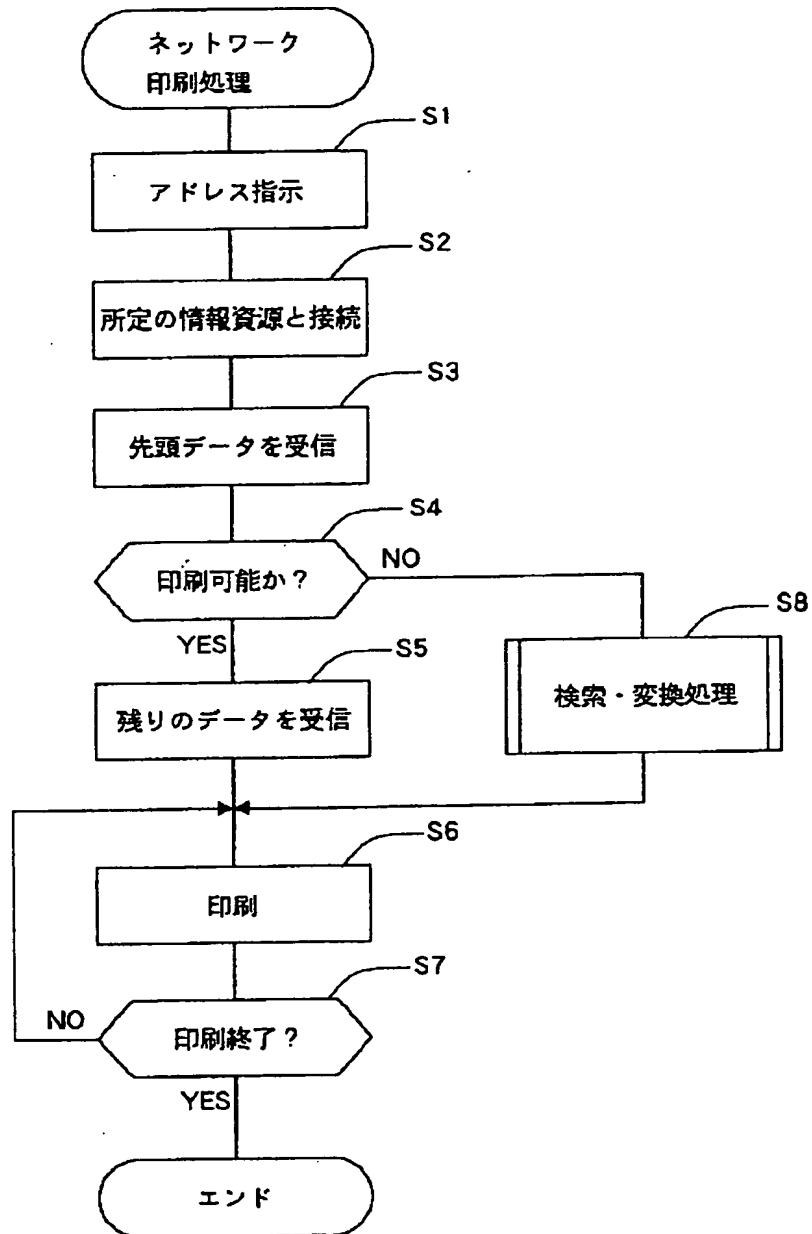 ネットワーク
印刷処理
S1
アドレス指示
S2
所定の情報資源と接続
S3
先頭データを受信
S4
印刷可能か？
NO
YES
S5
残りのデータを受信
S8
検索・変換処理
S6
印刷
S7
印刷終了？
NO
YES
エンド